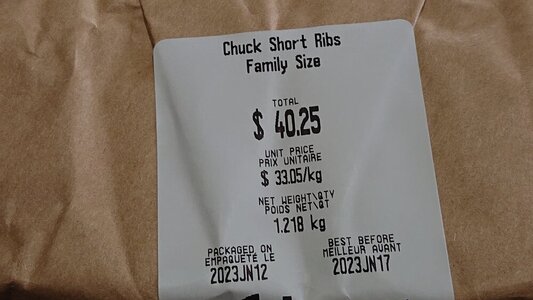 Chuck Short Ribs
Family Size
TOTAL
$ 40.25
UNIT PRICE
PRIX UNITAIRE
$ 33.05/kg
NET WEIGHT\QTY
POIDS NET\QT
1.218 kg
PACKAGED ON
EMPAQUETÉ LE
2023JN12
BEST BEFORE
MEILLEUR AVANT
2023JN17